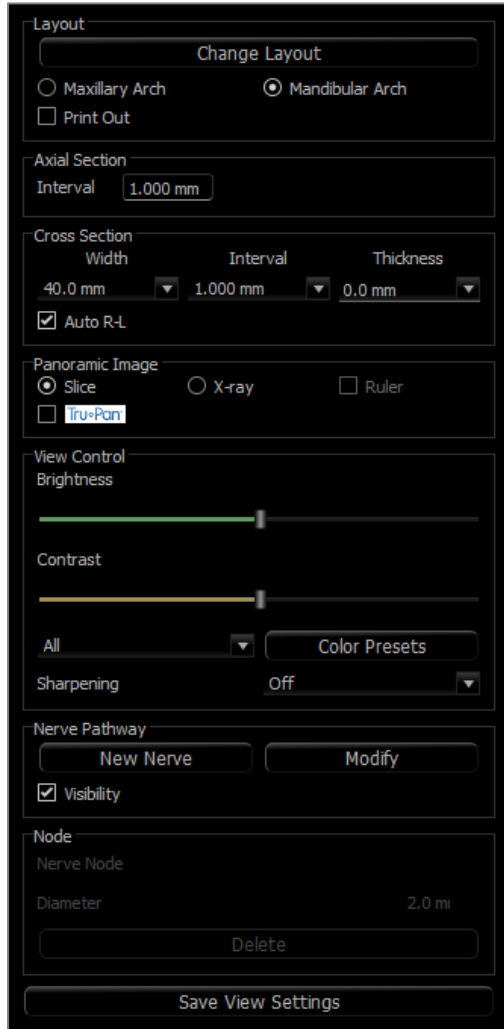 Layout
Change Layout
Maxillary Arch Mandibular Arch
Print Out
Axial Section
Interval 1.000 mm
Cross Section
Width Interval Thickness
40.0 mm 1.000 mm 0.0 mm
Auto R-L
Panoramic Image
Slice X-ray Ruler
Tru•Pan
View Control
Brightness
Contrast
All Color Presets
Sharpening Off
Nerve Pathway
New Nerve Modify
Visibility
Node
Nerve Node
Diameter 2.0 m
Delete
Save View Settings